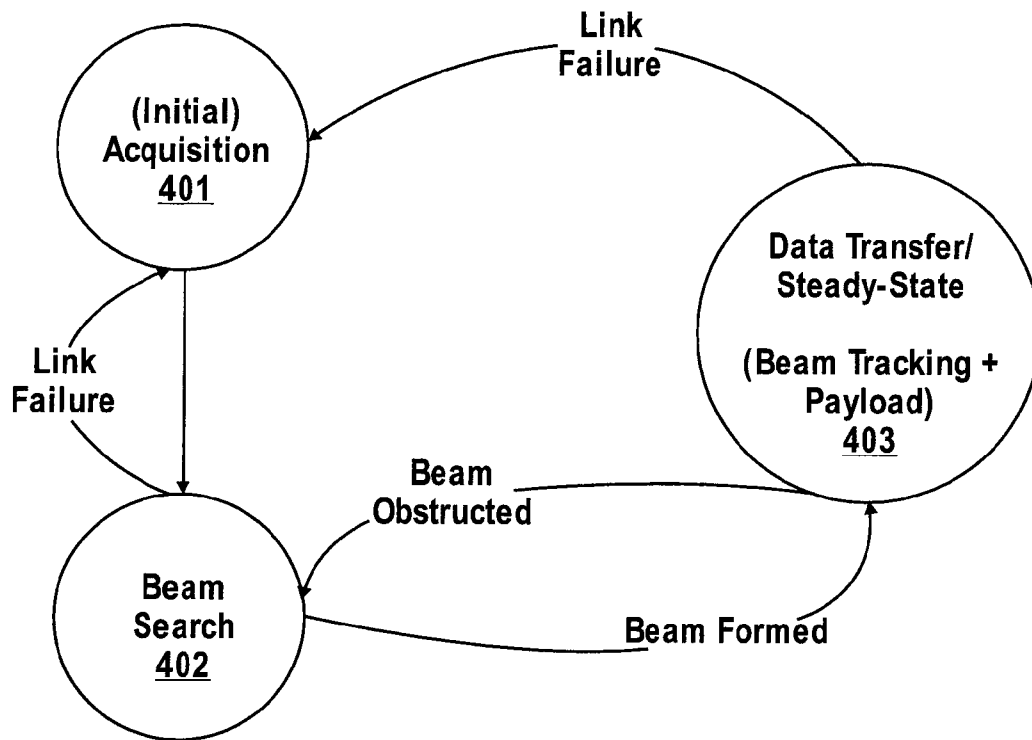 Link
Failure
(Initial)
Acquisition
401
Data Transfer/
Steady-State
(Beam Tracking +
Payload)
403
Link
Failure
Beam
Obstructed
Beam
Search
402
Beam Formed